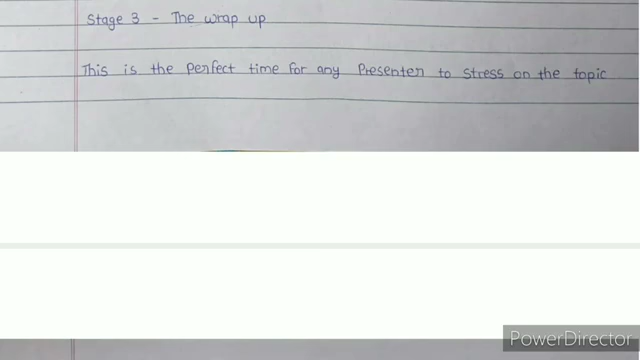 Stage 3 - The wrap up
This is the perfect time for any Presenter to stress on the topic
PowerDirector